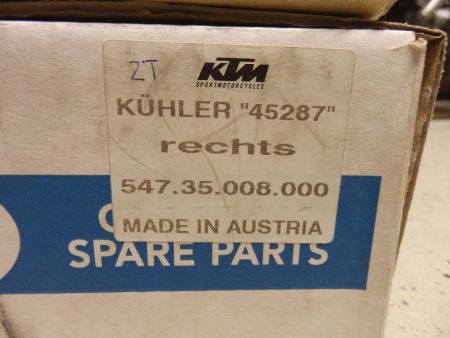 2T
KTM
SPORTMOTORCYCLES
KÜHLER "45287"
rechts
547.35.008.000
MADE IN AUSTRIA
SPARE PARTS